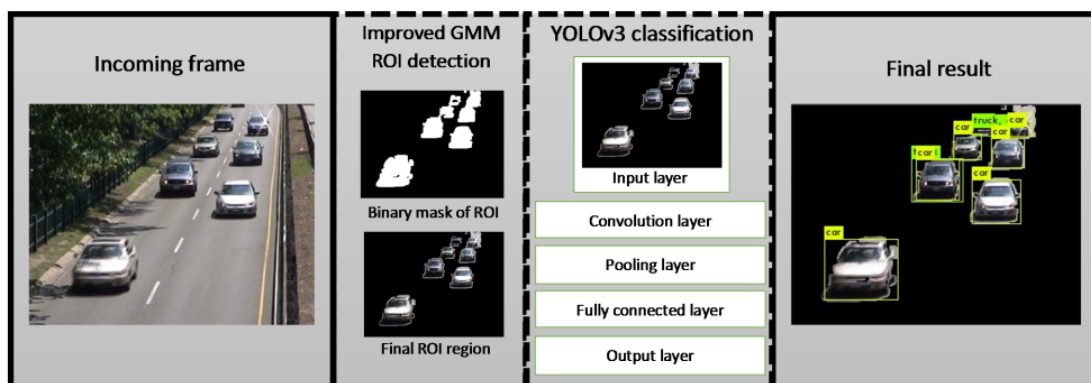 Incoming frame
Improved GMM
ROI detection
Binary mask of ROI
Final ROI region
YOLOv3 classification
Input layer
Convolution layer
Pooling layer
Fully connected layer
Output layer
Final result
truck,
car
car
car
car
car
car